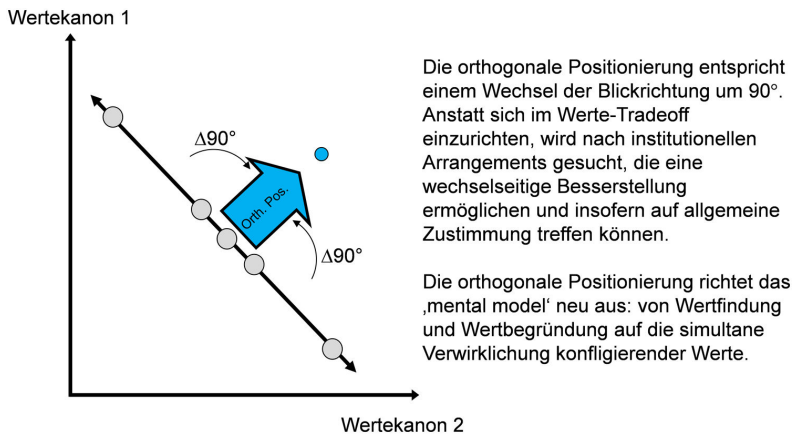 Wertekanon 1
Δ90°
Orth. Pos.
Δ90°
Wertekanon 2
Die orthogonale Positionierung entspricht
einem Wechsel der Blickrichtung um 90°.
Anstatt sich im Werte-Tradeoff
einzurichten, wird nach institutionellen
Arrangements gesucht, die eine
wechselseitige Besserstellung
ermöglichen und insofern auf allgemeine
Zustimmung treffen können.
Die orthogonale Positionierung richtet das
‚mental model‘ neu aus: von Wertfindung
und Wertbegründung auf die simultane
Verwirklichung konfligierender Werte.